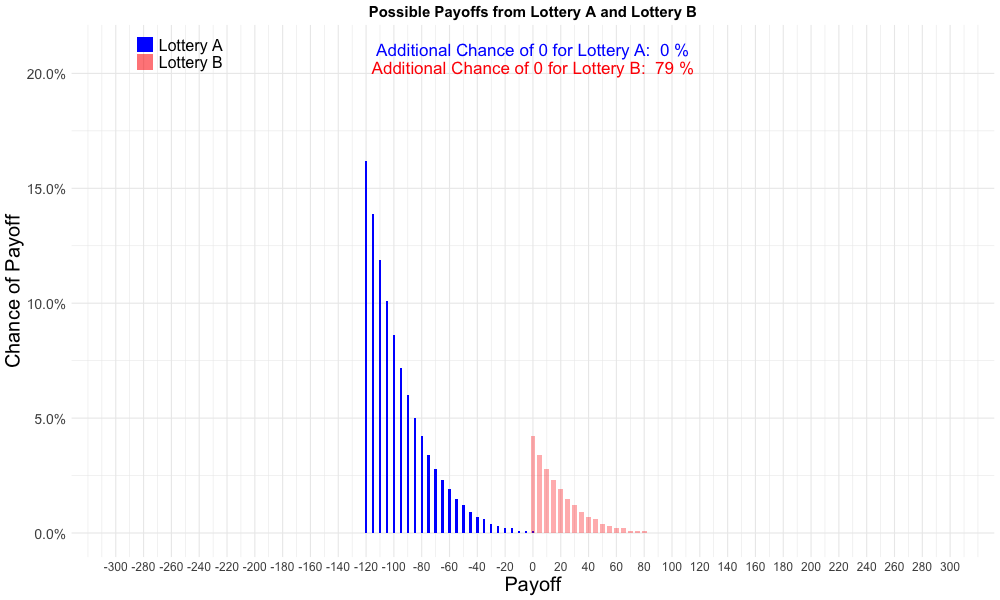 Possible Payoffs from Lottery A and Lottery B
Lottery A
Lottery B
Additional Chance of 0 for Lottery A:  0 %
Additional Chance of 0 for Lottery B:  79 %
Chance of Payoff
20.0%
15.0%
10.0%
5.0%
0.0%
-300 -280 -260 -240 -220 -200 -180 -160 -140 -120 -100 -80 -60 -40 -20 0 20 40 60 80 100 120 140 160 180 200 220 240 260 280 300
Payoff